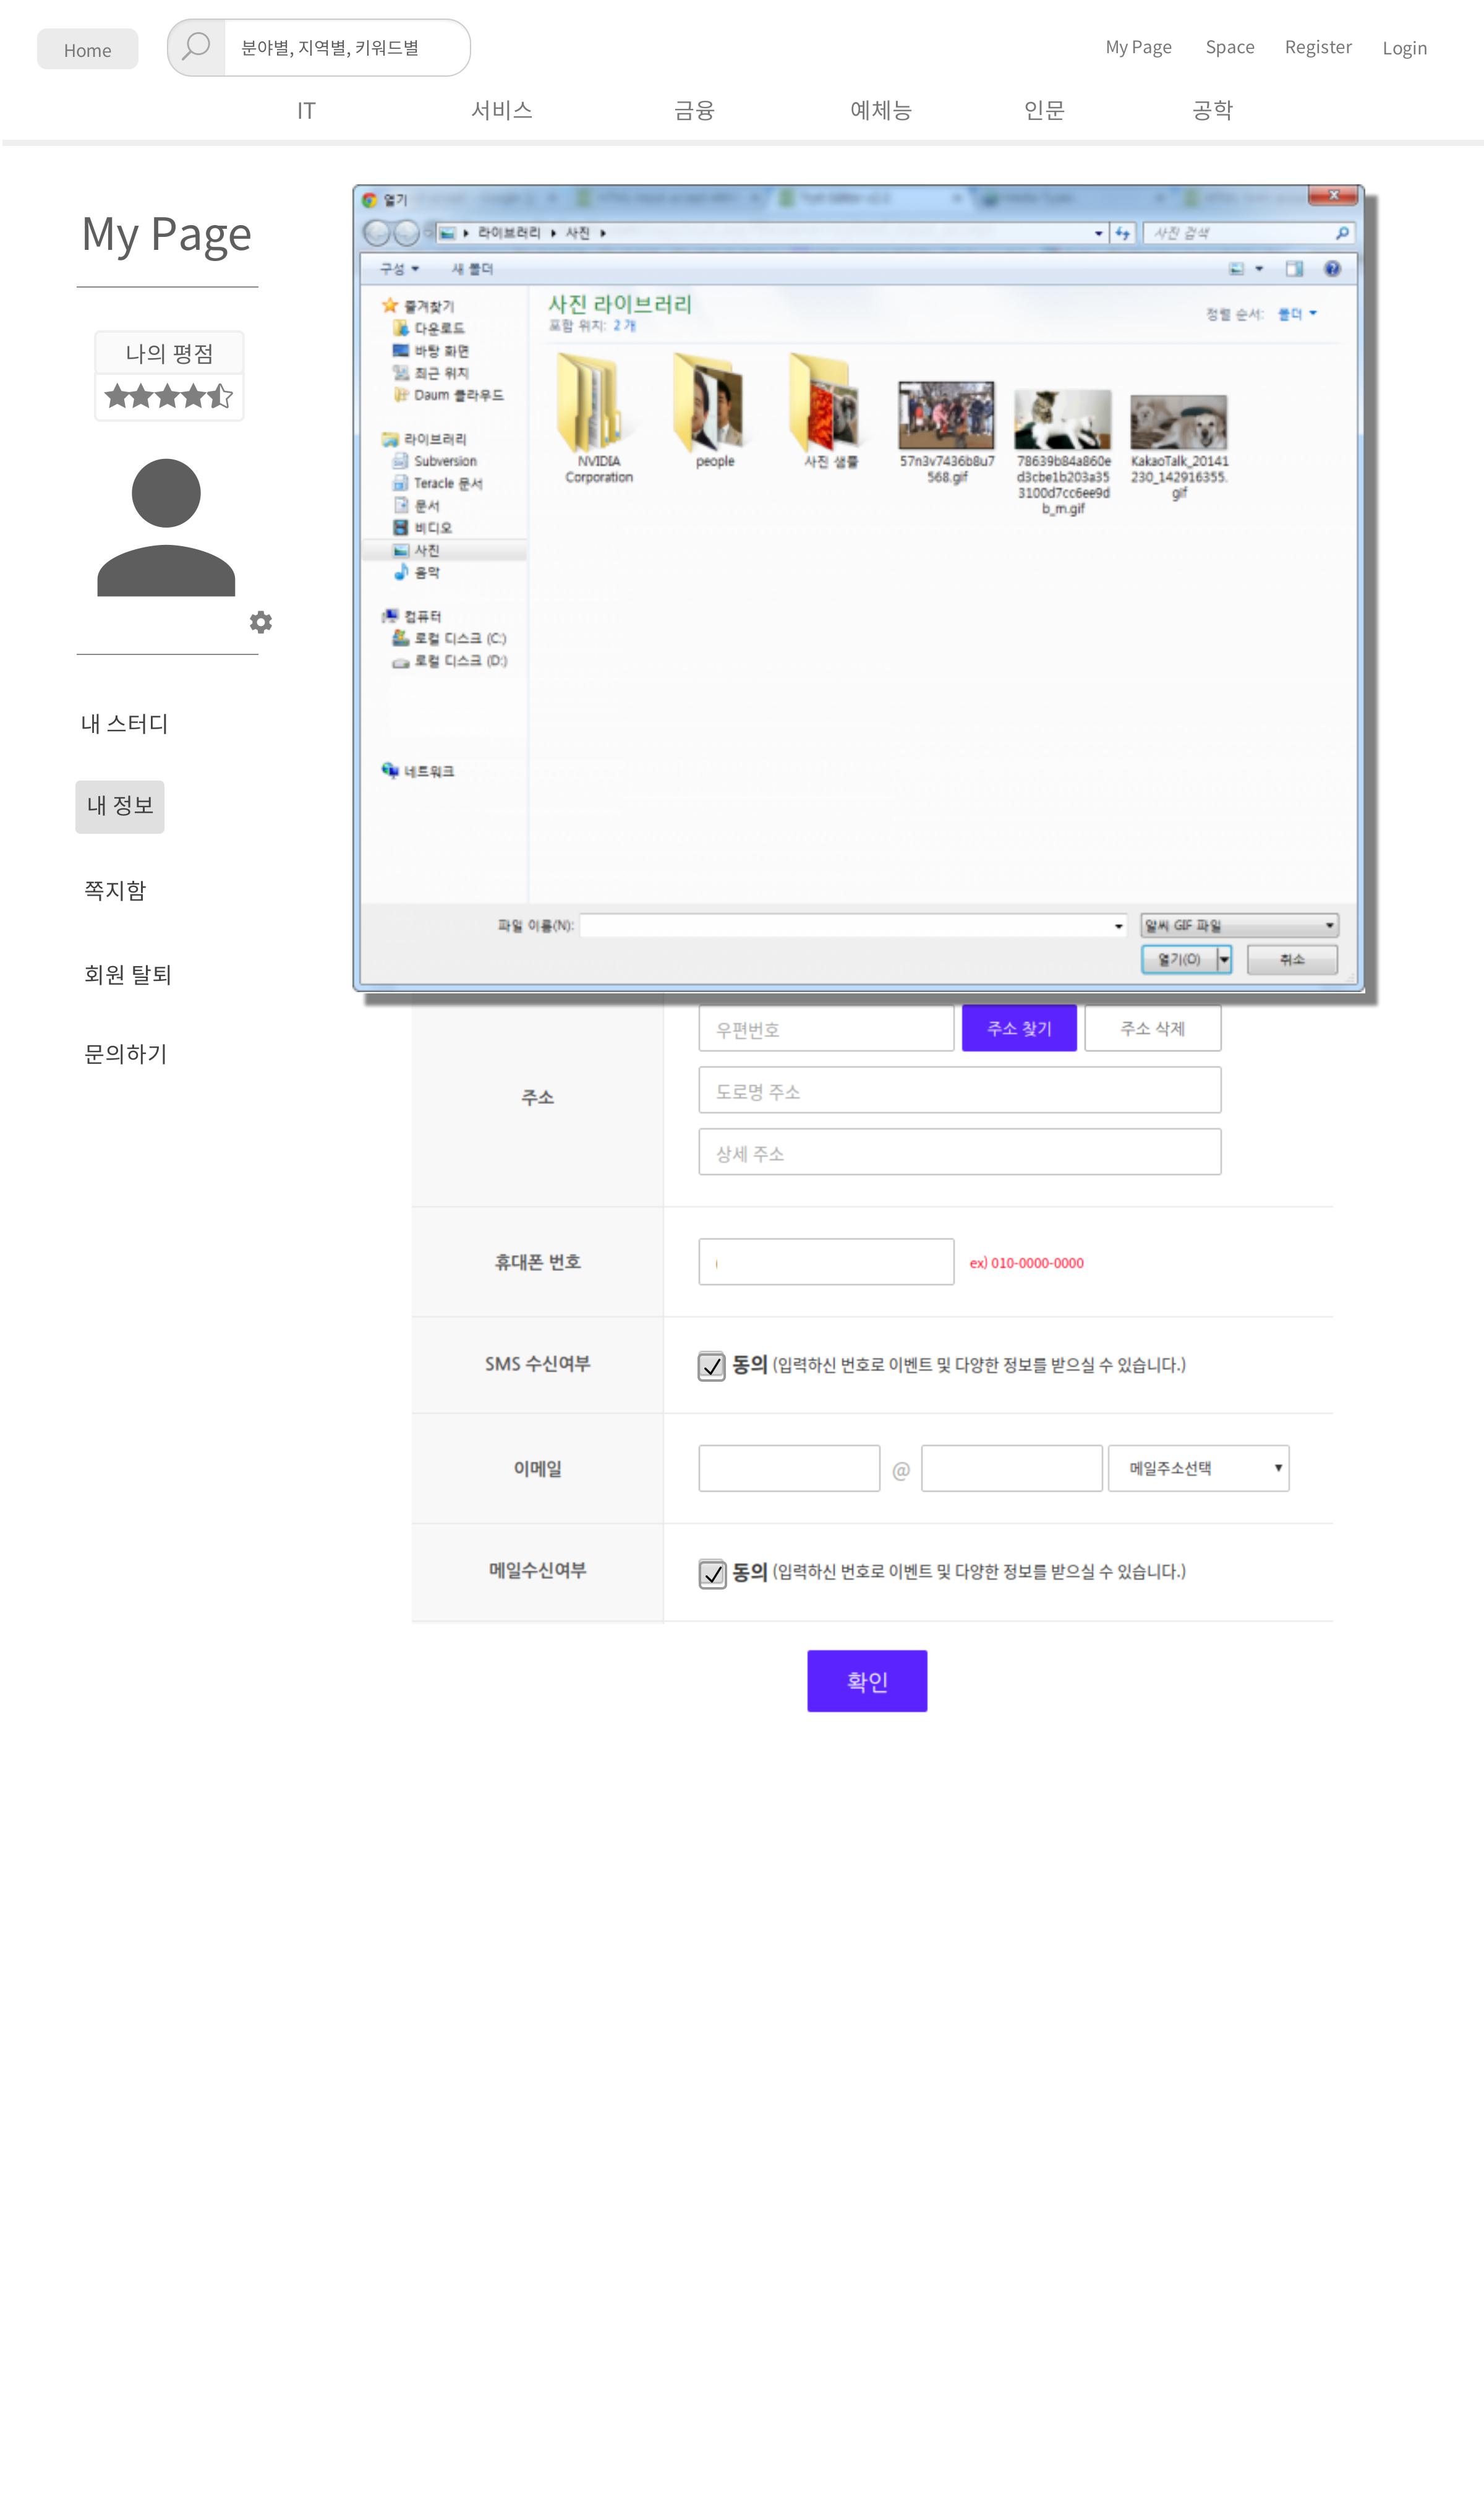 Home
분야별, 지역별, 키워드별
My Page
Space
Register
Login
IT
서비스
금융
예체능
인문
공학
My Page
나의 평점
내 스터디
내 정보
쪽지함
회원 탈퇴
문의하기
열기
라이브러리
사진
사진 검색
구성
새 폴더
즐겨찾기
다운로드
바탕 화면
최근 위치
Daum 클라우드
라이브러리
Subversion
Teracle 문서
문서
비디오
사진
음악
컴퓨터
로컬 디스크 (C:)
로컬 디스크 (D:)
네트워크
사진 라이브러리
포함 위치: 2 개
정렬 순서: 폴더
NVIDIA
Corporation
people
사진 샘플
57n3v7436b8u7
568.gif
78639b84a860e
d3cbe1b203a35
3100d7cc6ee9d
b_m.gif
KakaoTalk_20141
230_142916355.
gif
파일 이름(N):
알씨 GIF 파일
열기(O)
취소
주소
우편번호
주소 찾기
주소 삭제
도로명 주소
상세 주소
휴대폰 번호
ex) 010-0000-0000
SMS 수신여부
동의 (입력하신 번호로 이벤트 및 다양한 정보를 받으실 수 있습니다.)
이메일
@
메일주소선택
메일수신여부
동의 (입력하신 번호로 이벤트 및 다양한 정보를 받으실 수 있습니다.)
확인